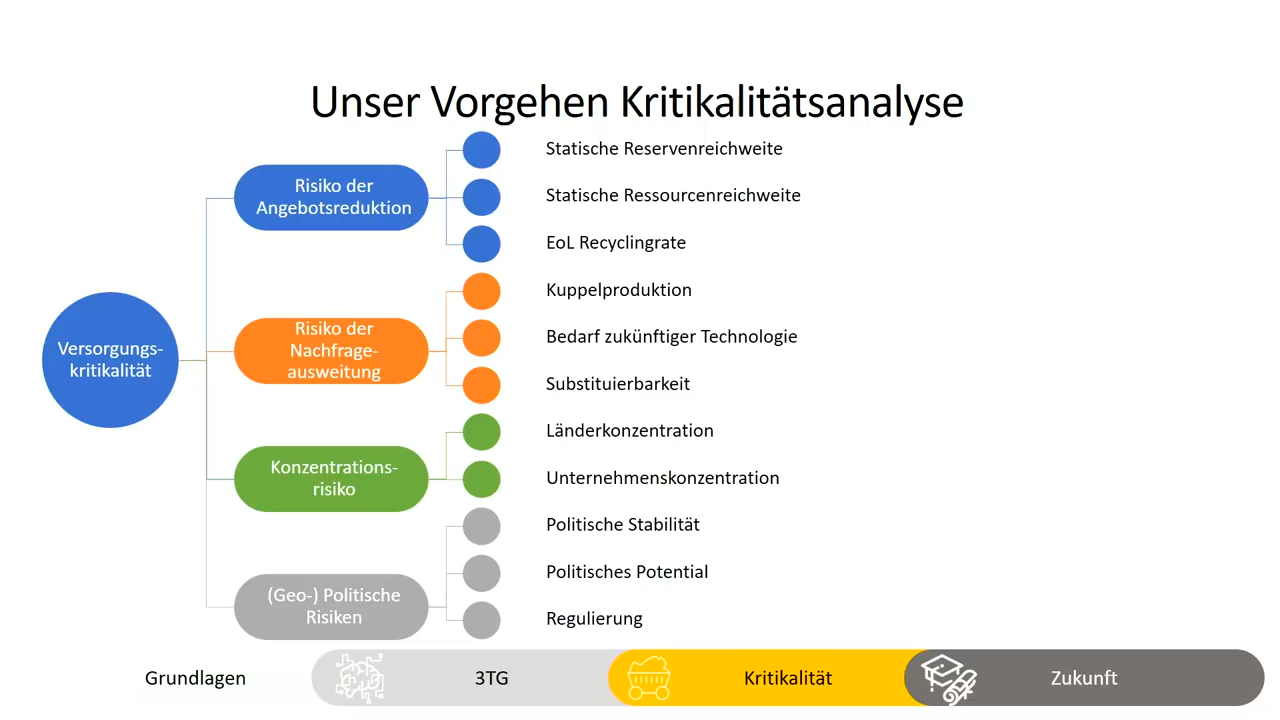 Unser Vorgehen Kritikalitätsanalyse
Versorgungs-
kritikalität
Risiko der
Angebotsreduktion
Statische Reservenreichweite
Statische Ressourcenreichweite
EoL Recyclingrate
Risiko der
Nachfrage-
ausweitung
Kuppelproduktion
Bedarf zukünftiger Technologie
Substituierbarkeit
Konzentrations-
risiko
Länderkonzentration
Unternehmenskonzentration
(Geo-) Politische
Risiken
Politische Stabilität
Politisches Potential
Regulierung
Grundlagen
3TG
Kritikalität
Zukunft